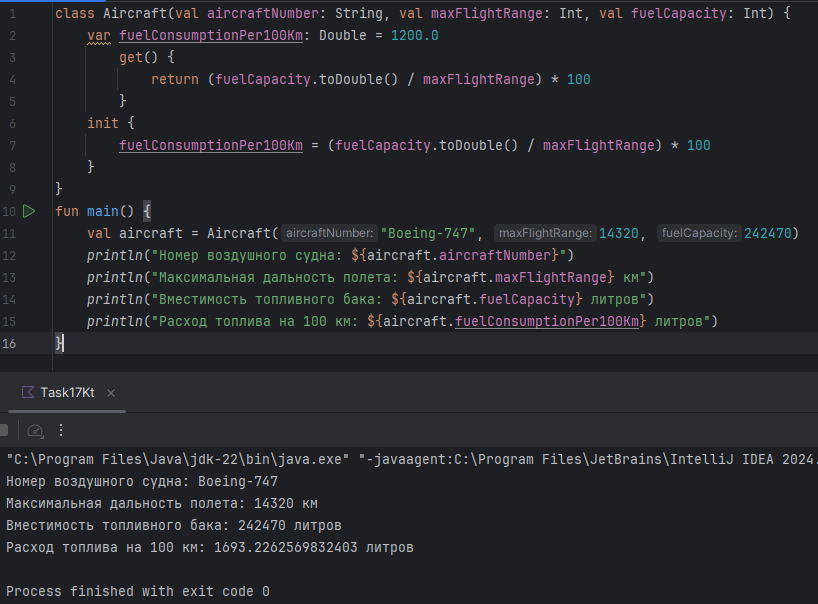 1 class Aircraft(val aircraftNumber: String, val maxFlightRange: Int, val fuelCapacity: Int) {
2 var fuelConsumptionPer100Km: Double = 1200.0
3 get() {
4 return (fuelCapacity.toDouble() / maxFlightRange) * 100
5 }
6 init {
7 fuelConsumptionPer100Km = (fuelCapacity.toDouble() / maxFlightRange) * 100
8 }
9 }
10 fun main() {
11 val aircraft = Aircraft( aircraftNumber: "Boeing-747", maxFlightRange: 14320, fuelCapacity: 242470)
12 println("Номер воздушного судна: ${aircraft.aircraftNumber}")
13 println("Максимальная дальность полета: ${aircraft.maxFlightRange} км")
14 println("Вместимость топливного бака: ${aircraft.fuelCapacity} литров")
15 println("Расход топлива на 100 км: ${aircraft.fuelConsumptionPer100Km} литров")
16 }
Task17Kt
"C:\Program Files\Java\jdk-22\bin\java.exe" "-javaagent:C:\Program Files\JetBrains\IntelliJ IDEA 2024.
Номер воздушного судна: Boeing-747
Максимальная дальность полета: 14320 км
Вместимость топливного бака: 242470 литров
Расход топлива на 100 км: 1693.2262569832403 литров
Process finished with exit code 0